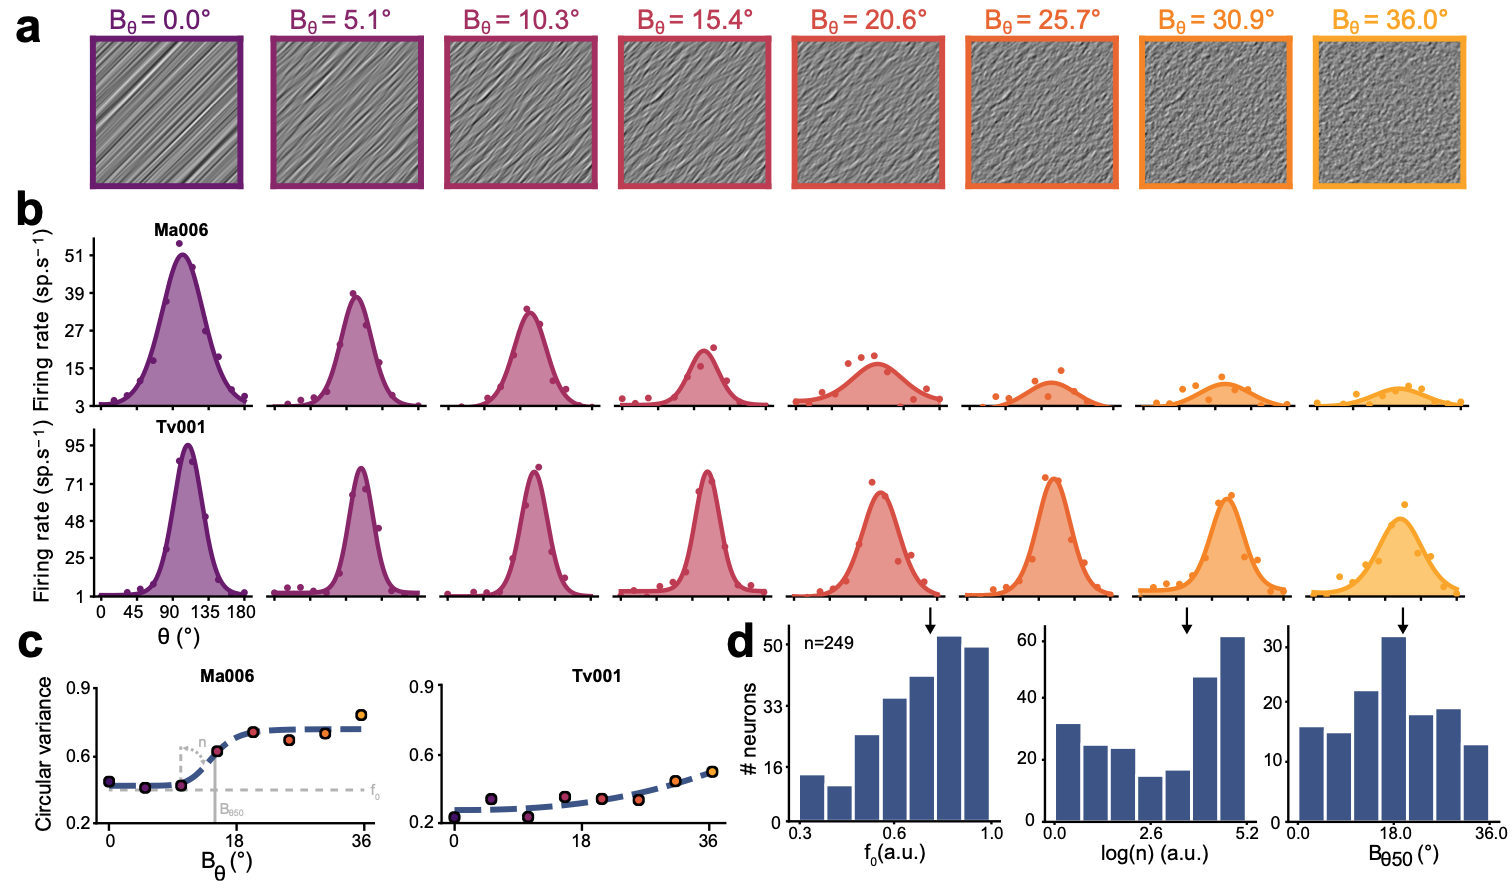 a
Bθ = 0.0°
Bθ = 5.1°
Bθ = 10.3°
Bθ = 15.4°
Bθ = 20.6°
Bθ = 25.7°
Bθ = 30.9°
Bθ = 36.0°
b
Ma006
Firing rate (sp.s⁻¹)
51
39
27
15
3
Tv001
Firing rate (sp.s⁻¹)
95
71
48
25
1
0 45 90 135 180
θ (°)
c
Ma006
Circular variance
0.9
0.6
0.2
n
f₀
Bθ50
0 18 36
Bθ (°)
Tv001
0.9
0.6
0.2
0 18 36
d
n=249
# neurons
50
33
16
0
0.3 0.6 1.0
f₀(a.u.)
60
40
20
0
0.0 2.6 5.2
log(n) (a.u.)
30
20
10
0
0.0 18.0 36.0
Bθ50 (°)